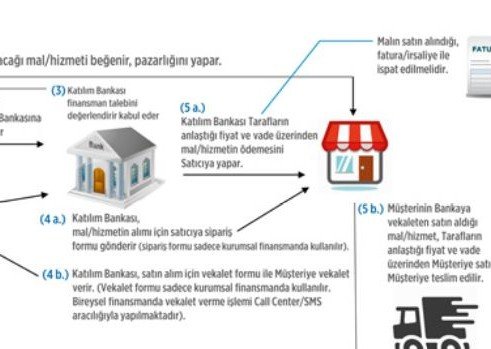 acağı mal/hizmeti beğenir, pazarlığını yapar.
Malın satın alındığı,
fatura/irsaliye ile
ispat edilmelidir.
FATU
(3) Katılım Bankası
finansman talebini
değerlendirir kabul eder
Bankasına
r
(5 a.)
Katılım Bankası Tarafların
anlaştığı fiyat ve vade üzerinden
mal/hizmetin ödemesini
Satıcıya yapar.
Bank
(4 a.) Katılım Bankası,
mal/hizmetin alımı için satıcıya sipariş
formu gönderir (sipariş formu sadece kurumsal finansmanda kullanılır).
(4 b.) Katılım Bankası, satın alım için vekalet formu ile Müşteriye vekalet
verir. (Vekalet formu sadece kurumsal finansmanda kullanılır.
Bireysel finansmanda vekalet verme işlemi Call Center/SMS
aracılığıyla yapılmaktadır).
(5 b.) Müşterinin Bankaya
vekaleten satın aldığı
mal/hizmet, Tarafların
anlaştığı fiyat ve vade
üzerinden Müşteriye satı
Müşteriye teslim edilir.